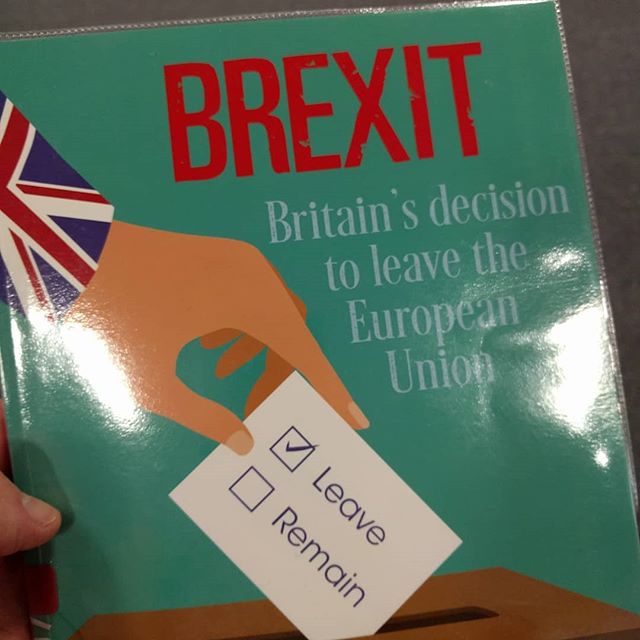 BREXIT
Britain's decision
to leave the
European
Union
Leave
Remain